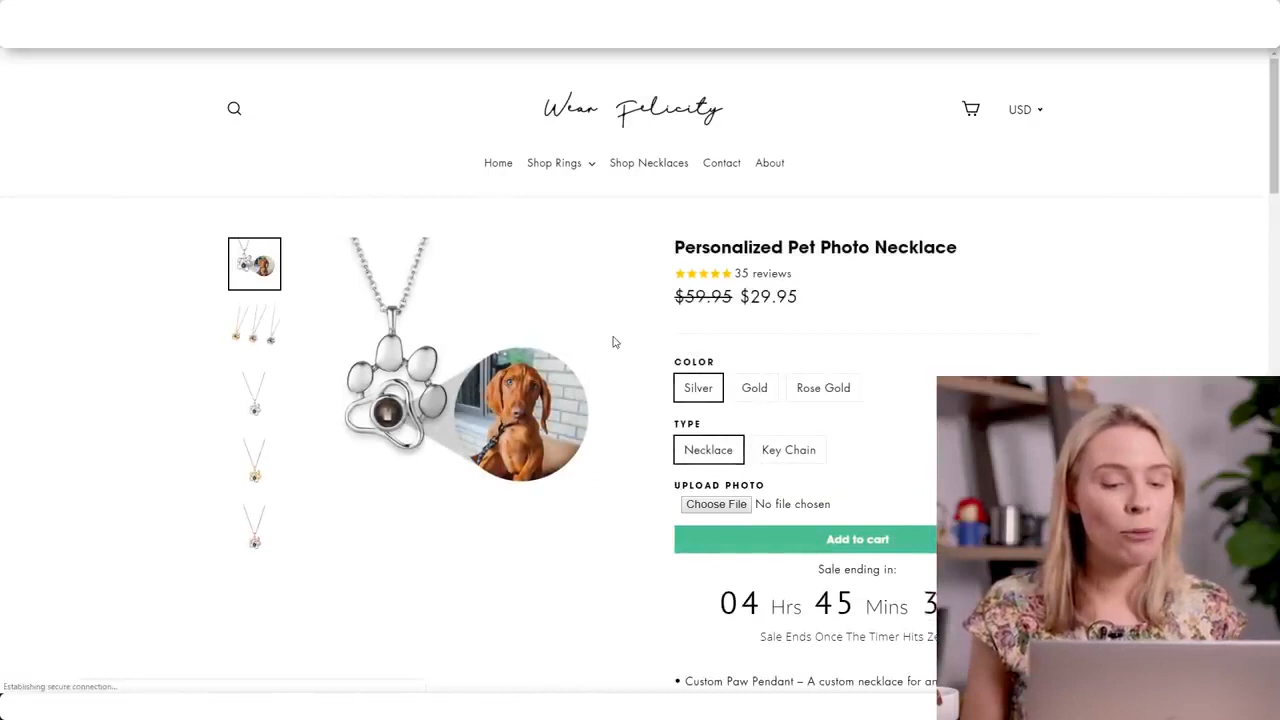 Wear Felicity
USD
Home Shop Rings Shop Necklaces Contact About
Personalized Pet Photo Necklace
35 reviews
$59.95 $29.95
COLOR
Silver Gold Rose Gold
TYPE
Necklace Key Chain
UPLOAD PHOTO
Choose File No file chosen
Add to cart
Sale ending in:
04 Hrs 45 Mins 3
Sale Ends Once The Timer Hits Ze
• Custom Paw Pendant – A custom necklace for an
Establishing secure connection...